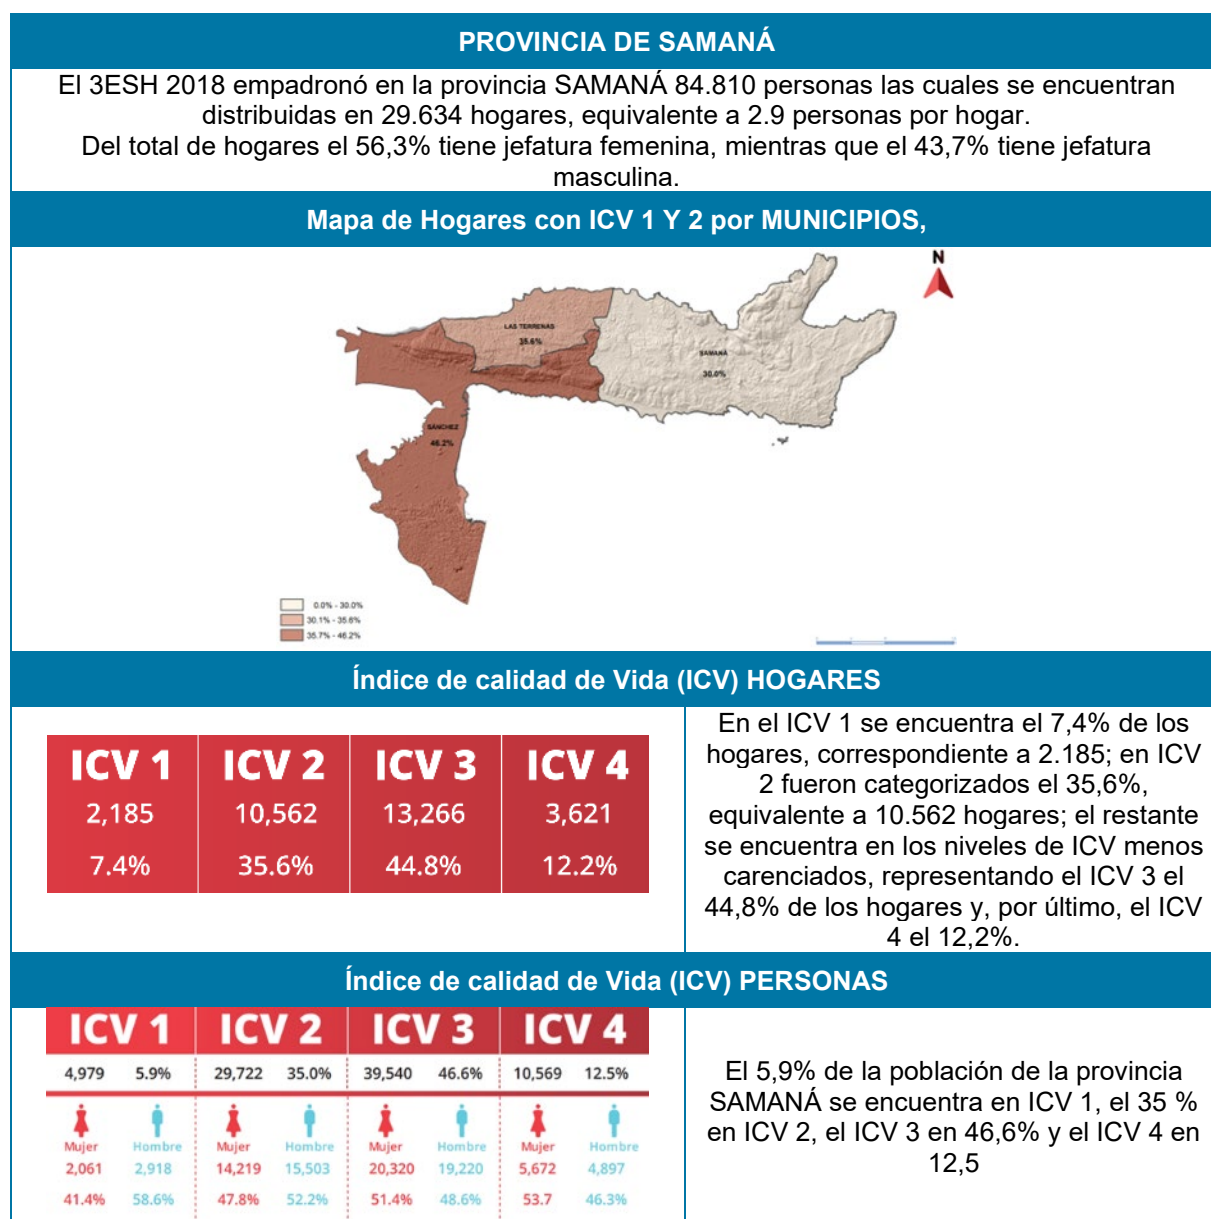 PROVINCIA DE SAMANÁ
El 3ESH 2018 empadronó en la provincia SAMANÁ 84.810 personas las cuales se encuentran
distribuidas en 29.634 hogares, equivalente a 2.9 personas por hogar.
Del total de hogares el 56,3% tiene jefatura femenina, mientras que el 43,7% tiene jefatura
masculina.
Mapa de Hogares con ICV 1 Y 2 por MUNICIPIOS,
N
LAS TERRENAS
35.6%
SAMANÁ
30.0%
SÁNCHEZ
46.2%
0.0% - 30.0%
30.1% - 35.6%
35.7% - 46.2%
Índice de calidad de Vida (ICV) HOGARES
ICV 1 ICV 2 ICV 3 ICV 4
2,185 10,562 13,266 3,621
7.4% 35.6% 44.8% 12.2%
En el ICV 1 se encuentra el 7,4% de los
hogares, correspondiente a 2.185; en ICV
2 fueron categorizados el 35,6%,
equivalente a 10.562 hogares; el restante
se encuentra en los niveles de ICV menos
carenciados, representando el ICV 3 el
44,8% de los hogares y, por último, el ICV
4 el 12,2%.
Índice de calidad de Vida (ICV) PERSONAS
ICV 1 ICV 2 ICV 3 ICV 4
4,979 5.9% 29,722 35.0% 39,540 46.6% 10,569 12.5%
Mujer Hombre Mujer Hombre Mujer Hombre Mujer Hombre
2,061 2,918 14,219 15,503 20,320 19,220 5,672 4,897
41.4% 58.6% 47.8% 52.2% 51.4% 48.6% 53.7 46.3%
El 5,9% de la población de la provincia
SAMANÁ se encuentra en ICV 1, el 35 %
en ICV 2, el ICV 3 en 46,6% y el ICV 4 en
12,5